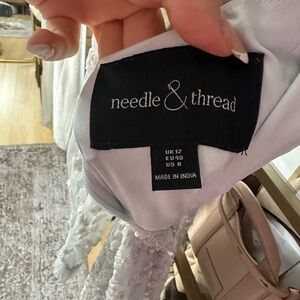 needle & thread
UK 12
EU 40
US 8
MADE IN INDIA